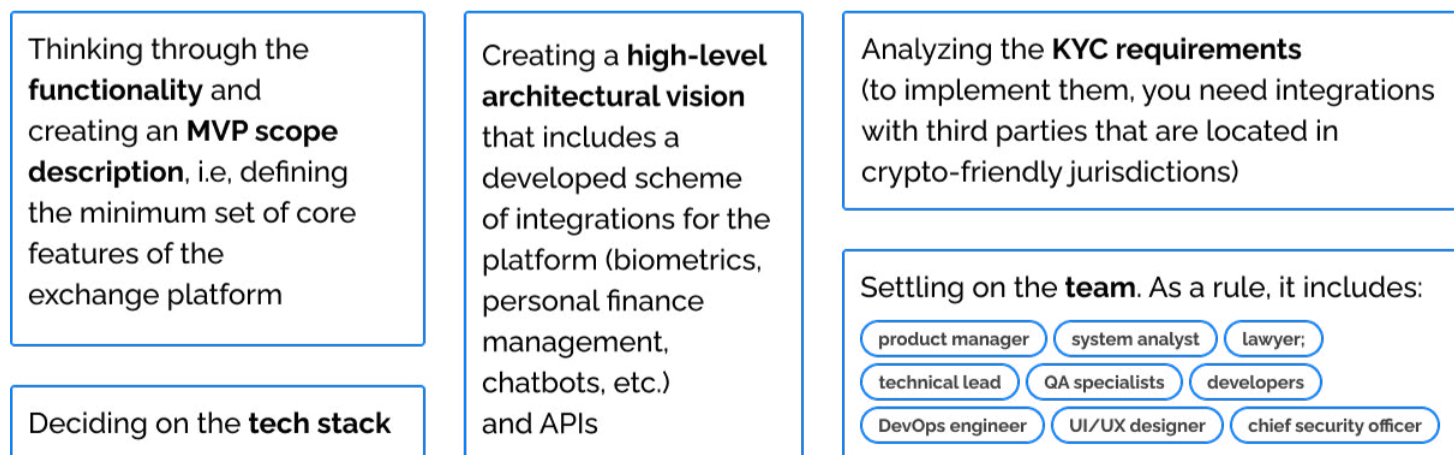 Thinking through the
functionality and
creating an MVP scope
description, i.e, defining
the minimum set of core
features of the
exchange platform
Deciding on the tech stack
Creating a high-level
architectural vision
that includes a
developed scheme
of integrations for the
platform (biometrics,
personal finance
management,
chatbots, etc.)
and APIs
Analyzing the KYC requirements
(to implement them, you need integrations
with third parties that are located in
crypto-friendly jurisdictions)
Settling on the team. As a rule, it includes:
product manager system analyst lawyer;
technical lead QA specialists developers
DevOps engineer UI/UX designer chief security officer